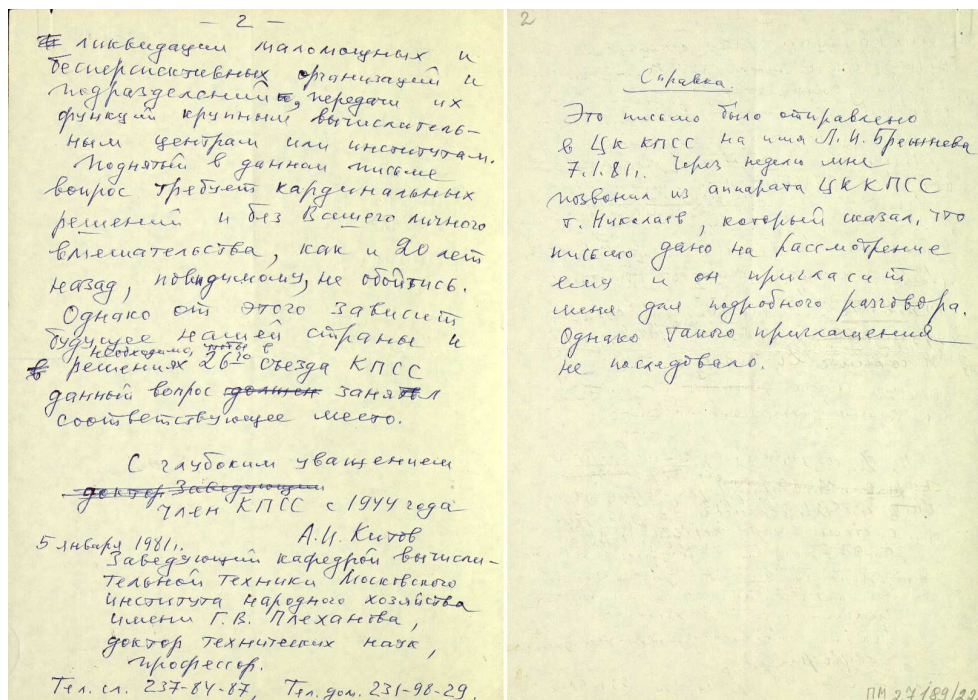 — 2 —
ликвидации маломощных и
бесперспективных организаций и
подразделений с передачи их
функций крупным вычислитель-
ным центрам или институтам.
Поднятый в данном письме
вопрос требует кардинальных
решений и без Вашего личного
вмешательства, как и 20 лет
назад, повидимому, не обойтись.
Однако от этого зависит
будущее нашей страны и
необходимо, чтобы в
решениях 26го съезда КПСС
данный вопрос должен занял
соответствующее место.
С глубоким уважением
доктор Заведующий
Член КПСС с 1944 года
А.И. Китов
5 января 1981г.
Заведующий кафедрой вычисли-
тельной техники Московского
института народного хозяйства
имени Г.В. Плеханова,
доктор технических наук,
профессор.
Тел. сл. 237-84-87, Тел. дом. 231-98-29.
2
Справка.
Это письмо было отправлено
в ЦК КПСС на имя Л.И. Брежнева
7.1.81г. Через неделю мне
позвонил из аппарата ЦК КПСС
т. Николаев, который сказал, что
письмо дано на рассмотрение
ему и он пригласит
меня для подробного разговора.
Однако такого приглашения
не последовало.
ПМ 27189/22